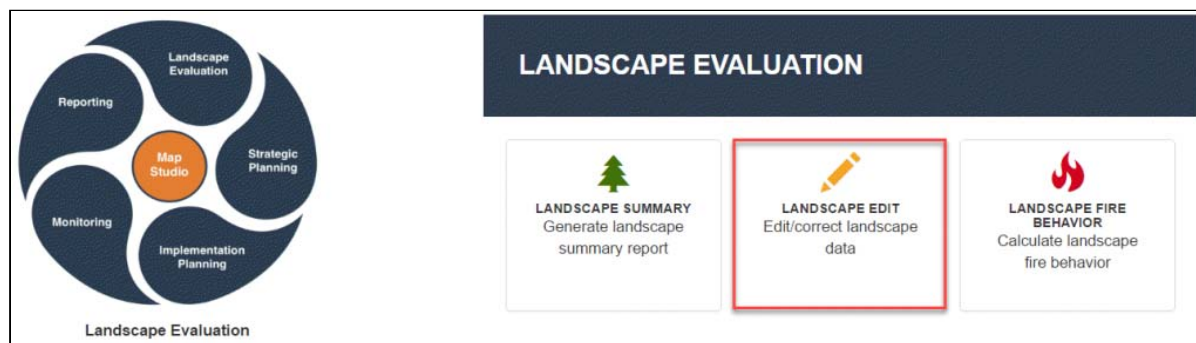 Landscape
Evaluation
Reporting
Map
Studio
Strategic
Planning
Monitoring
Implementation
Planning
Landscape Evaluation
LANDSCAPE EVALUATION
LANDSCAPE SUMMARY
Generate landscape
summary report
LANDSCAPE EDIT
Edit/correct landscape
data
LANDSCAPE FIRE
BEHAVIOR
Calculate landscape
fire behavior